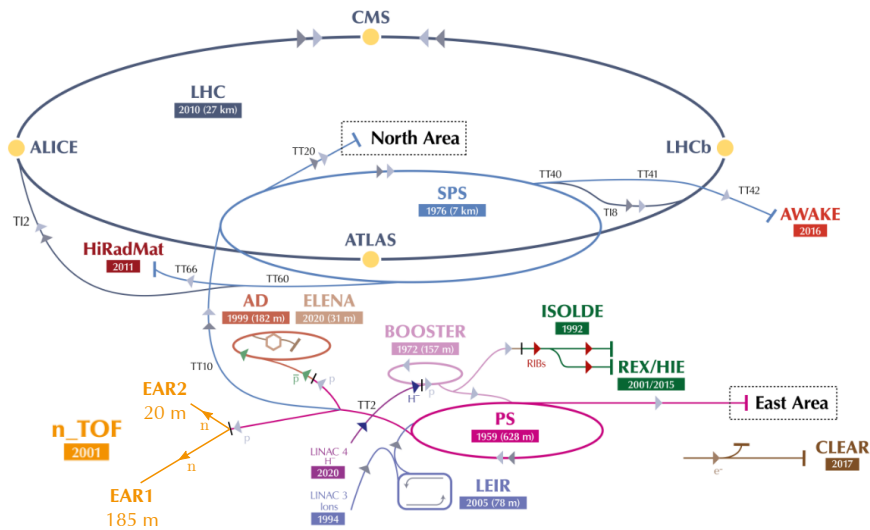 CMS
LHC
2010 (27 km)
ALICE
TT20
North Area
LHCb
TT40
TT41
TT42
SPS
1976 (7 km)
TI8
AWAKE
2016
TI2
ATLAS
HiRadMat
2011
TT66
TT60
AD
1999 (182 m)
ELENA
2020 (31 m)
ISOLDE
1992
BOOSTER
1972 (157 m)
RIBs
REX/HIE
2001/2015
TT10
p̅
p
H⁻
p
EAR2
20 m
TT2
East Area
n
n_TOF
2001
p
PS
1959 (628 m)
n
LINAC 4
H⁻
2020
CLEAR
2017
e⁻
LINAC 3
Ions
1994
LEIR
2005 (78 m)
EAR1
185 m